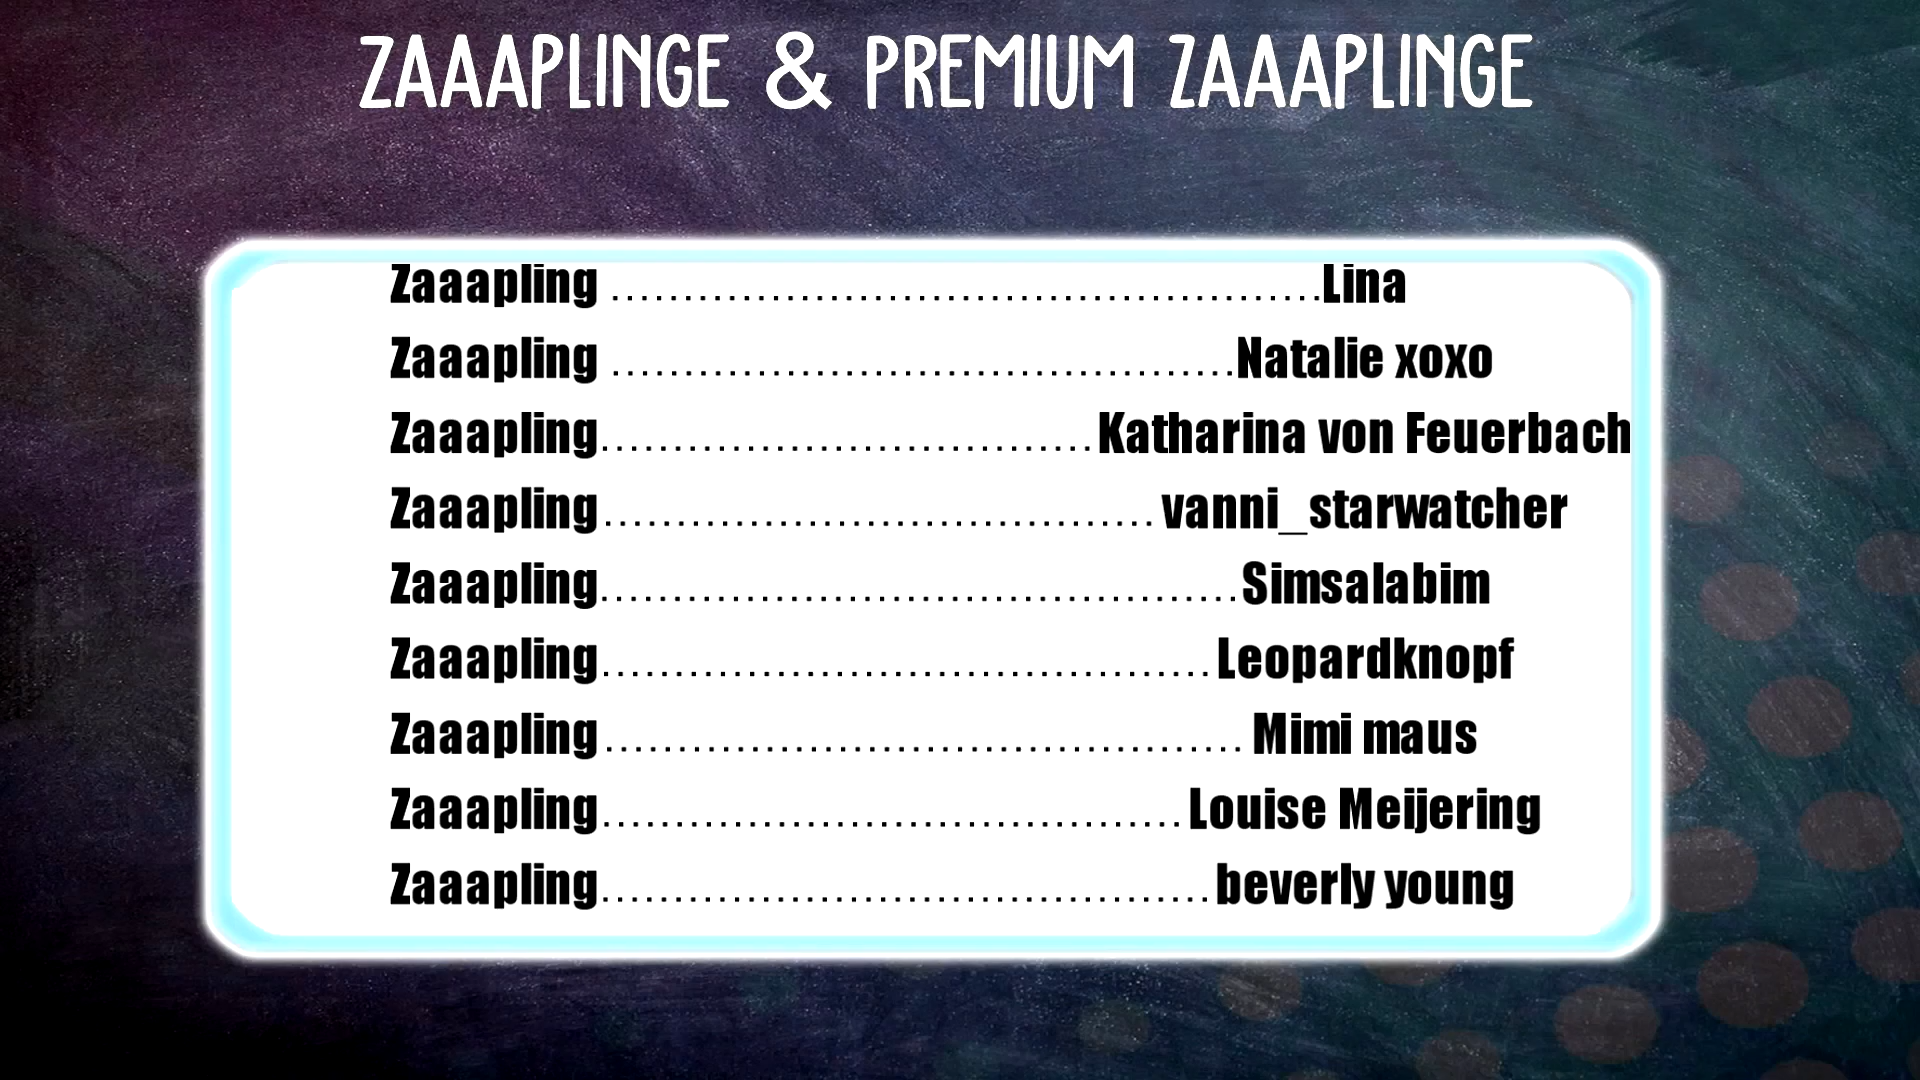 ZAAAPLINGE & PREMIUM ZAAAPLINGE
Zaaapling .................................................Lina
Zaaapling ...........................................Natalie xoxo
Zaaapling..................................Katharina von Feuerbach
Zaaapling......................................vanni_starwatcher
Zaaapling............................................Simsalabim
Zaaapling..........................................Leopardknopf
Zaaapling............................................Mimi maus
Zaaapling........................................Louise Meijering
Zaaapling..........................................beverly young